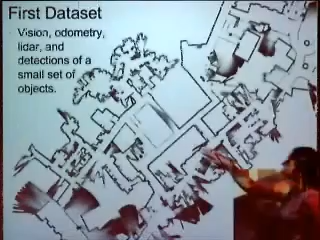 First Dataset
Vision, odometry,
lidar, and
detections of a
small set of
objects.